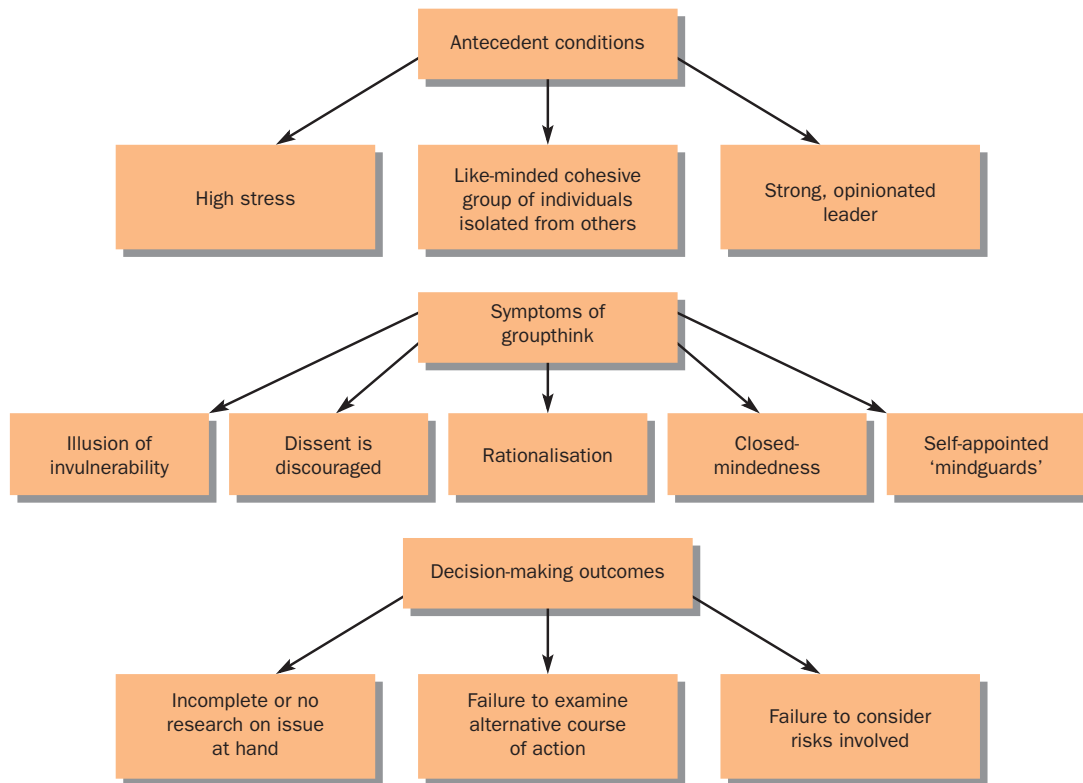 Antecedent conditions
High stress
Like-minded cohesive
group of individuals
isolated from others
Strong, opinionated
leader
Symptoms of
groupthink
Illusion of
invulnerability
Dissent is
discouraged
Rationalisation
Closed-
mindedness
Self-appointed
‘mindguards’
Decision-making outcomes
Incomplete or no
research on issue
at hand
Failure to examine
alternative course
of action
Failure to consider
risks involved